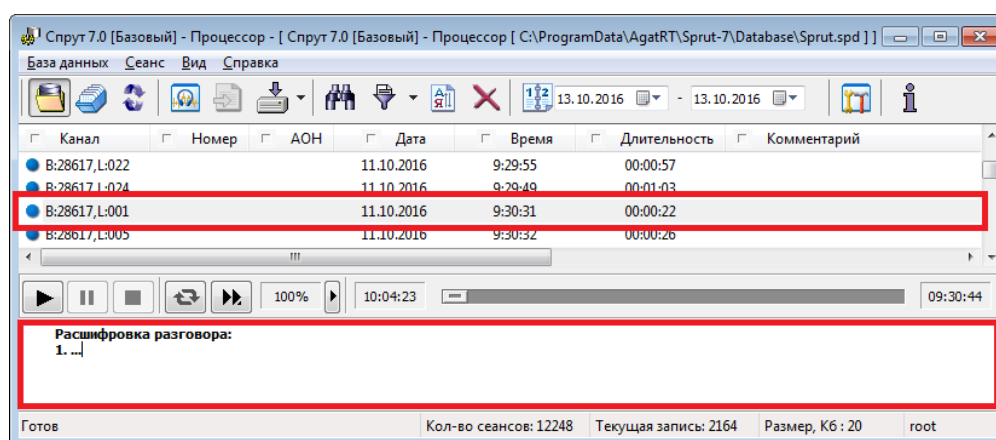 Спрут 7.0 [Базовый] - Процессор - [ Спрут 7.0 [Базовый] - Процессор [ C:\ProgramData\AgatRT\Sprut-7\Database\Sprut.spd ] ]
База данных Сеанс Вид Справка
13.10.2016 - 13.10.2016
Канал Номер АОН Дата Время Длительность Комментарий
B:28617,L:022 11.10.2016 9:29:55 00:00:57
B:28617,L:024 11.10.2016 9:29:49 00:01:03
B:28617,L:001 11.10.2016 9:30:31 00:00:22
B:28617,L:005 11.10.2016 9:30:32 00:00:26
100% 10:04:23 09:30:44
Расшифровка разговора:
1. ...
Готов Кол-во сеансов: 12248 Текущая запись: 2164 Размер, Кб : 20 root